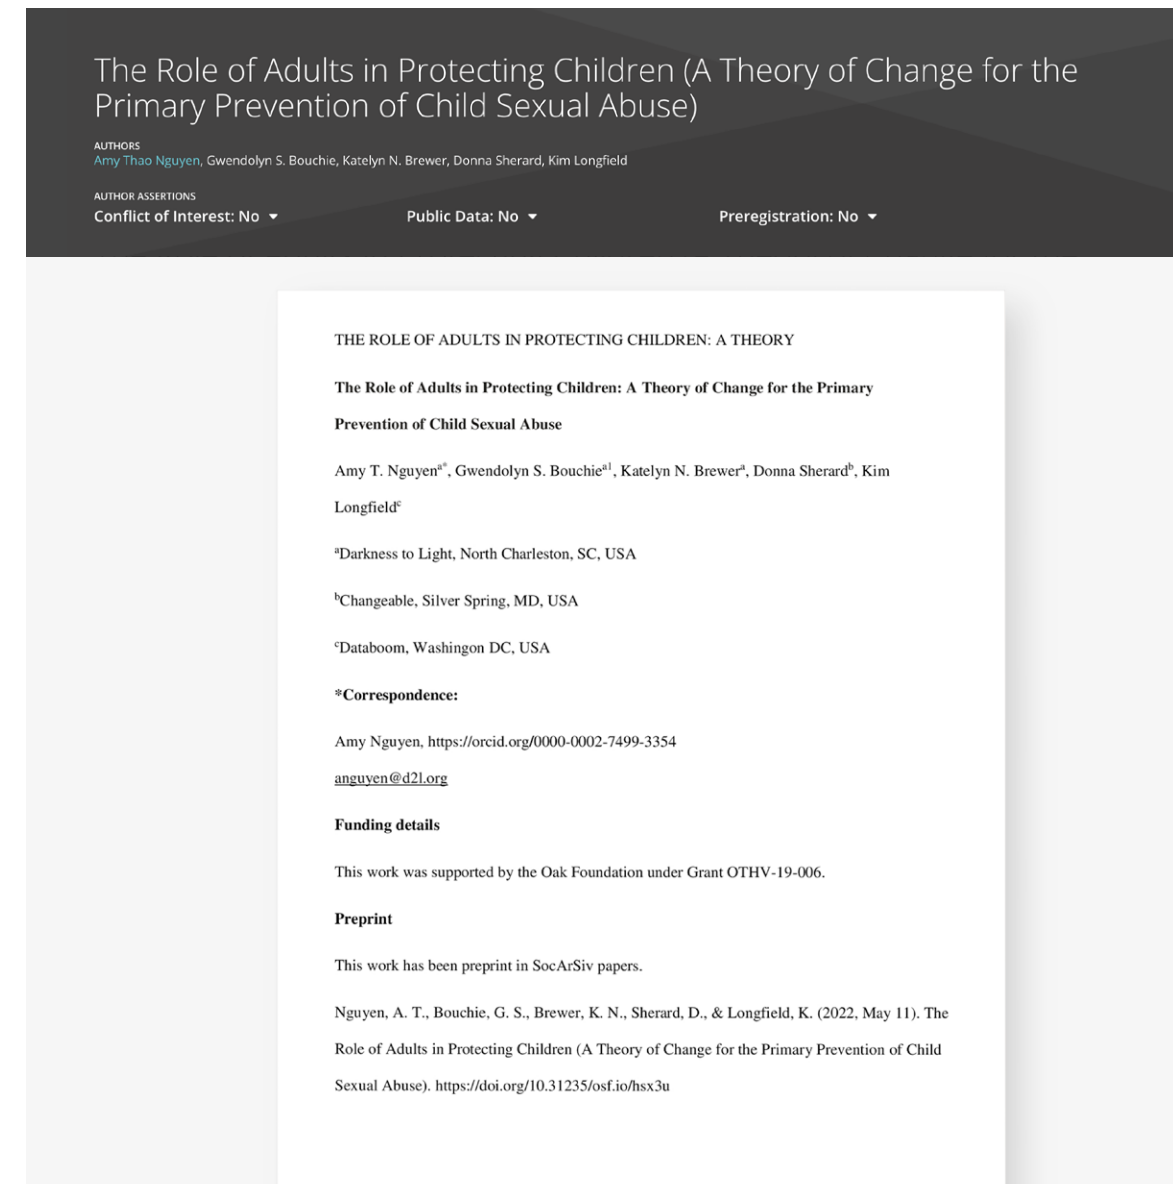 The Role of Adults in Protecting Children (A Theory of Change for the
Primary Prevention of Child Sexual Abuse)
AUTHORS
Amy Thao Nguyen, Gwendolyn S. Bouchie, Katelyn N. Brewer, Donna Sherard, Kim Longfield
AUTHOR ASSERTIONS
Conflict of Interest: No
Public Data: No
Preregistration: No
THE ROLE OF ADULTS IN PROTECTING CHILDREN: A THEORY
The Role of Adults in Protecting Children: A Theory of Change for the Primary
Prevention of Child Sexual Abuse
Amy T. Nguyenᵃ*, Gwendolyn S. Bouchieᵃ¹, Katelyn N. Brewerᵃ, Donna Sherardᵇ, Kim
Longfieldᶜ
ᵃDarkness to Light, North Charleston, SC, USA
ᵇChangeable, Silver Spring, MD, USA
ᶜDataboom, Washingon DC, USA
*Correspondence:
Amy Nguyen, https://orcid.org/0000-0002-7499-3354
anguyen@d2l.org
Funding details
This work was supported by the Oak Foundation under Grant OTHV-19-006.
Preprint
This work has been preprint in SocArSiv papers.
Nguyen, A. T., Bouchie, G. S., Brewer, K. N., Sherard, D., & Longfield, K. (2022, May 11). The
Role of Adults in Protecting Children (A Theory of Change for the Primary Prevention of Child
Sexual Abuse). https://doi.org/10.31235/osf.io/hsx3u